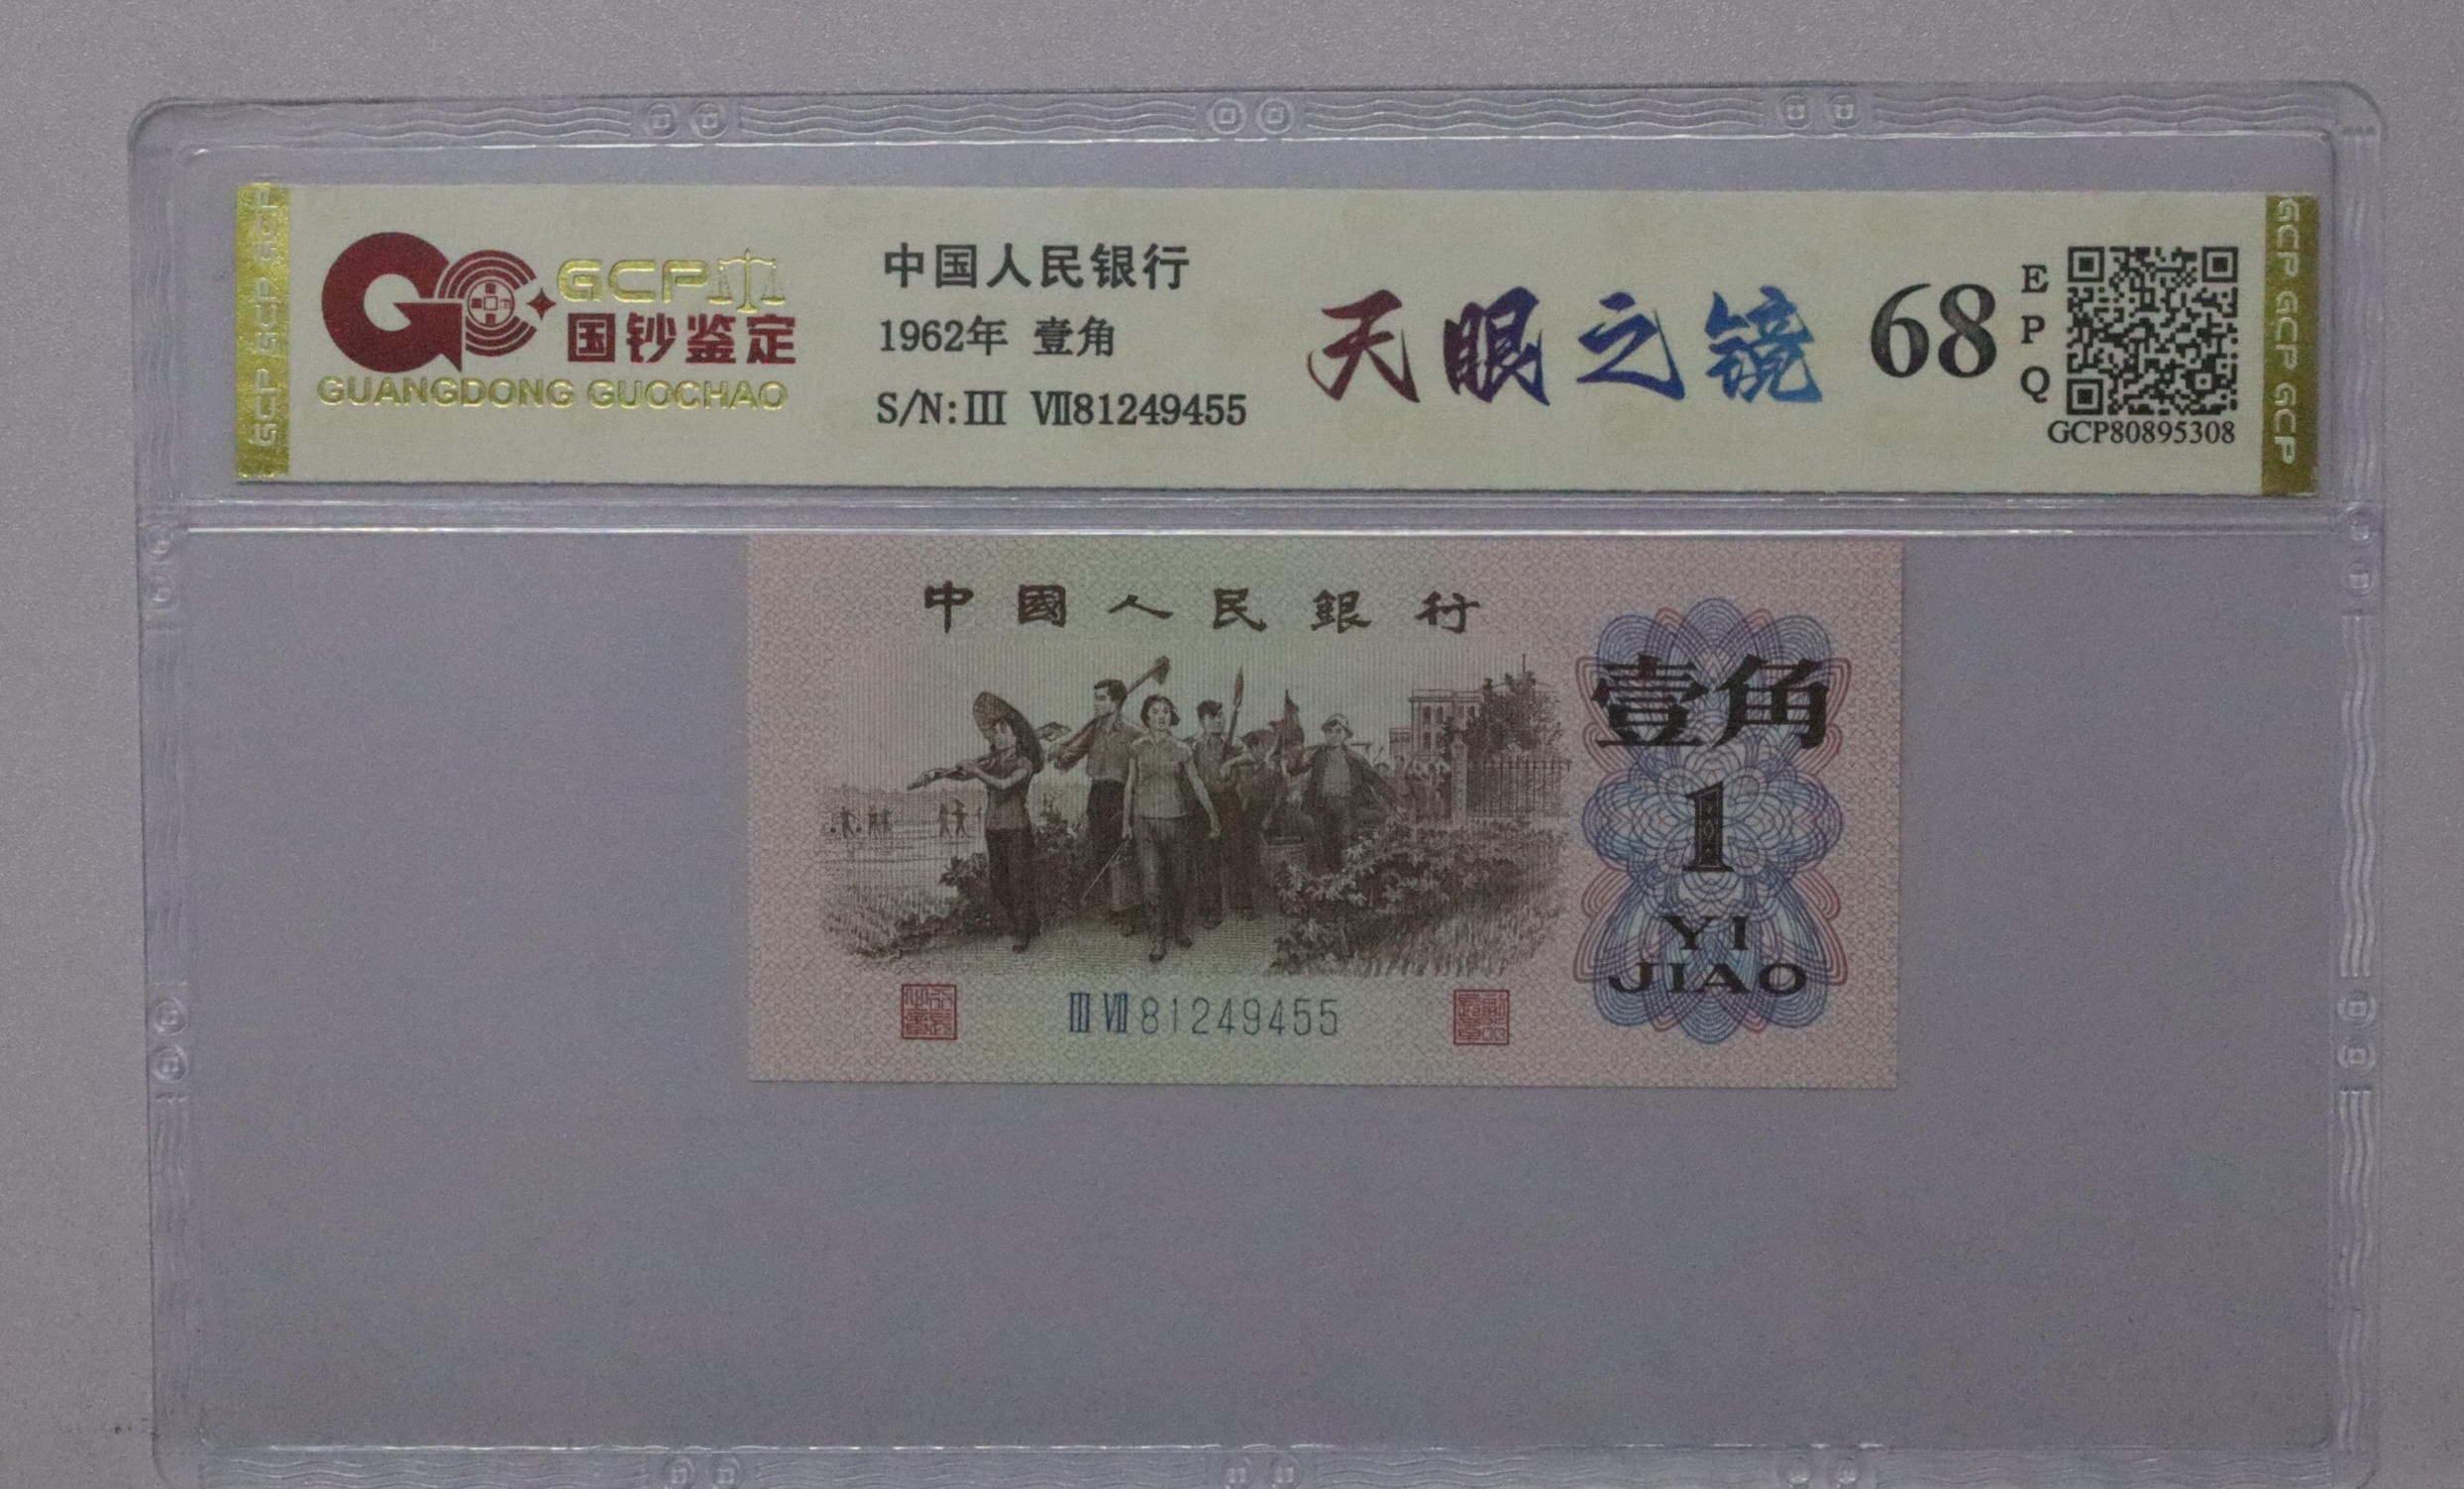 GCP
国钞鉴定
GUANGDONG GUOCHAO
中国人民银行
1962年 壹角
S/N:III VII81249455
天眼之镜
68
EPQ
GCP80895308
GCP GCP GCP
GCP GCP GCP
中國人民銀行
壹角
1
YI
JIAO
III VII 81249455